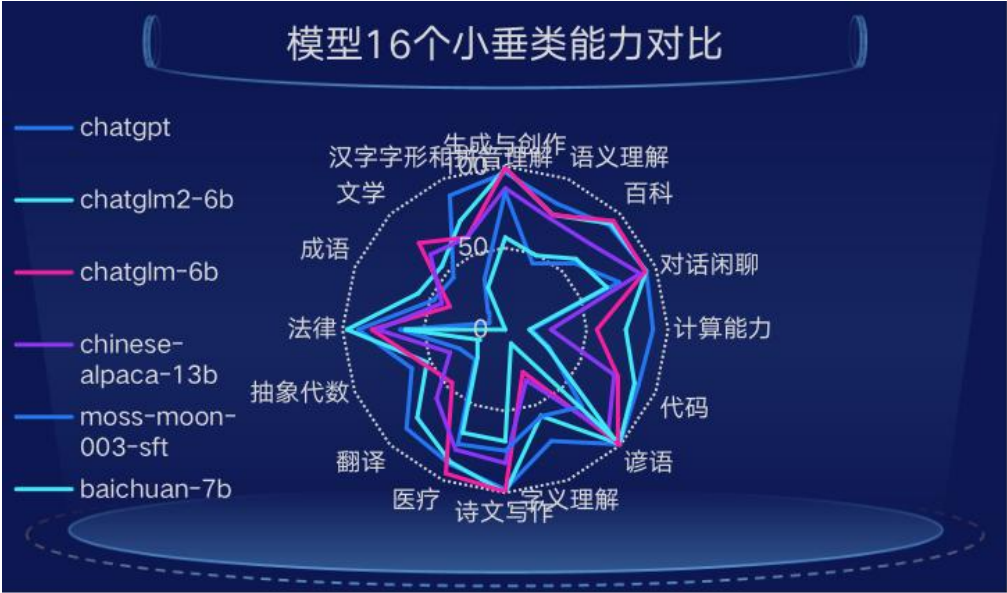 模型16个小垂类能力对比
chatgpt
chatglm2-6b
chatglm-6b
chinese-
alpaca-13b
moss-moon-
003-sft
baichuan-7b
生成与创作
汉字字形和拼音理解
语义理解
100
文学
百科
50
成语
对话闲聊
0
法律
计算能力
抽象代数
代码
翻译
谚语
医疗
字义理解
诗文写作